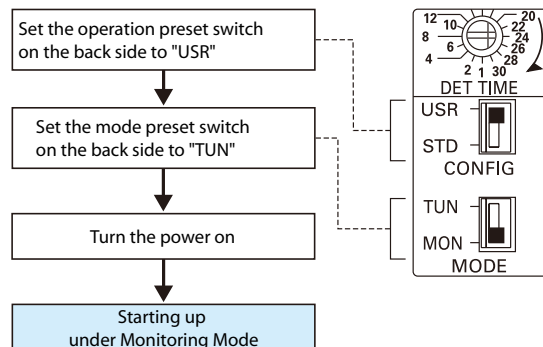 Set the operation preset switch
on the back side to "USR"
Set the mode preset switch
on the back side to "TUN"
Turn the power on
Starting up
under Monitoring Mode
12 10 20
8 22
6 24
4 26
2 1 30 28
DET TIME
USR
STD
CONFIG
TUN
MON
MODE